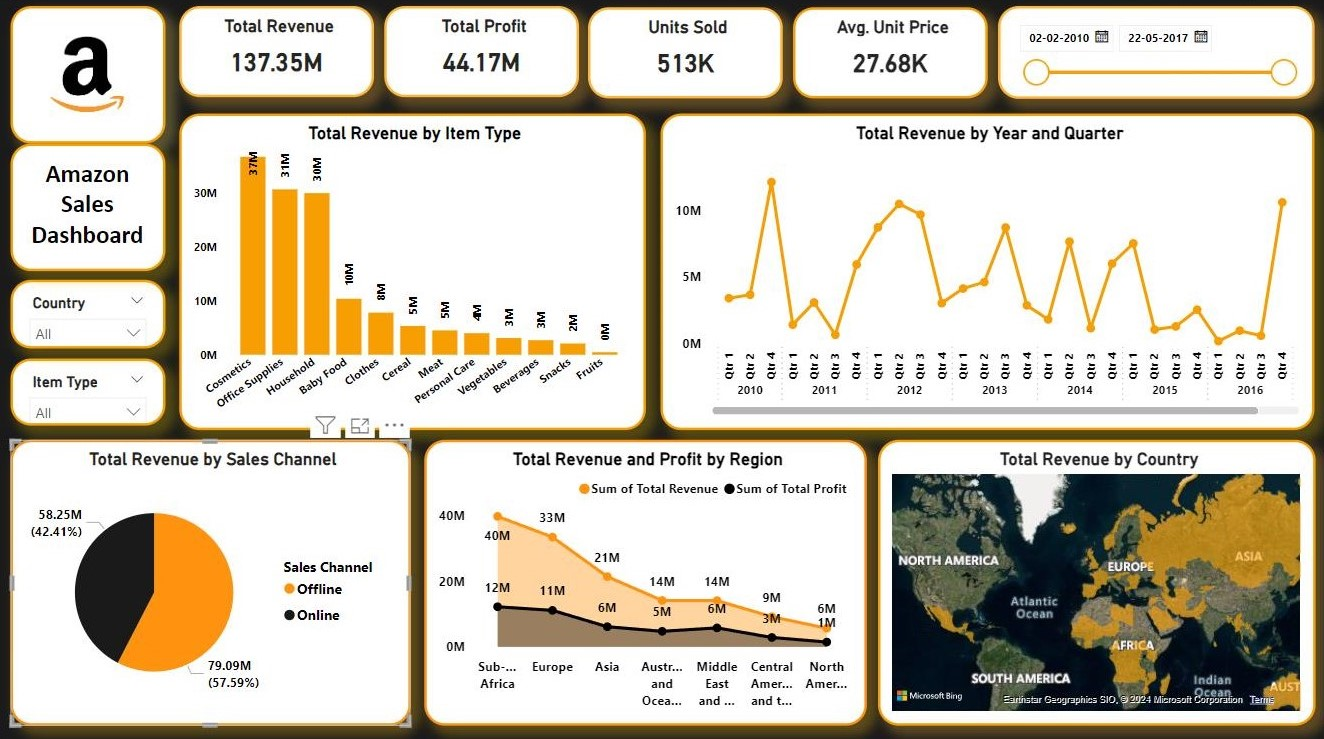 a
Amazon
Sales
Dashboard
Country
All
Item Type
All
Total Revenue
137.35M
Total Profit
44.17M
Units Sold
513K
Avg. Unit Price
27.68K
02-02-2010
22-05-2017
Total Revenue by Item Type
37M
31M
30M
10M
8M
5M
5M
4M
3M
3M
2M
0M
30M
20M
10M
0M
Cosmetics
Office Supplies
Household
Baby Food
Clothes
Cereal
Meat
Personal Care
Vegetables
Beverages
Snacks
Fruits
Total Revenue by Year and Quarter
10M
5M
0M
Qtr 1 Qtr 2 Qtr 4 Qtr 1 Qtr 2 Qtr 3 Qtr 4 Qtr 1 Qtr 2 Qtr 3 Qtr 4 Qtr 1 Qtr 2 Qtr 3 Qtr 4 Qtr 1 Qtr 2 Qtr 3 Qtr 4 Qtr 1 Qtr 2 Qtr 3 Qtr 4 Qtr 1 Qtr 2 Qtr 3 Qtr 4
2010 2011 2012 2013 2014 2015 2016
Total Revenue by Sales Channel
58.25M
(42.41%)
79.09M
(57.59%)
Sales Channel
Offline
Online
Total Revenue and Profit by Region
Sum of Total Revenue Sum of Total Profit
40M
20M
0M
40M 33M 21M 14M 14M 9M 6M
12M 11M 6M 5M 6M 3M 1M
Sub-...
Africa
Europe
Asia
Austr...
and
Ocea...
Middle
East
and ...
Central
Amer...
and t...
North
Amer...
Total Revenue by Country
NORTH AMERICA
EUROPE
ASIA
Atlantic
Ocean
AFRICA
SOUTH AMERICA
Indian
Ocean
AUST
Microsoft Bing
Earthstar Geographics SIO, © 2024 Microsoft Corporation Terms